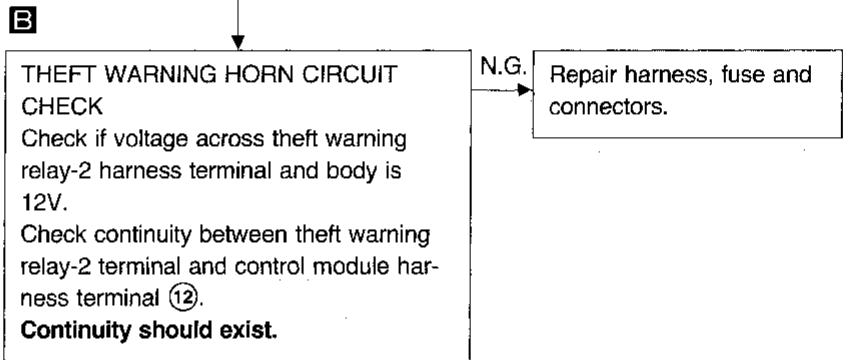 B
THEFT WARNING HORN CIRCUIT
CHECK
Check if voltage across theft warning
relay-2 harness terminal and body is
12V.
Check continuity between theft warning
relay-2 terminal and control module har-
ness terminal ⑫.
Continuity should exist.
N.G.
Repair harness, fuse and
connectors.